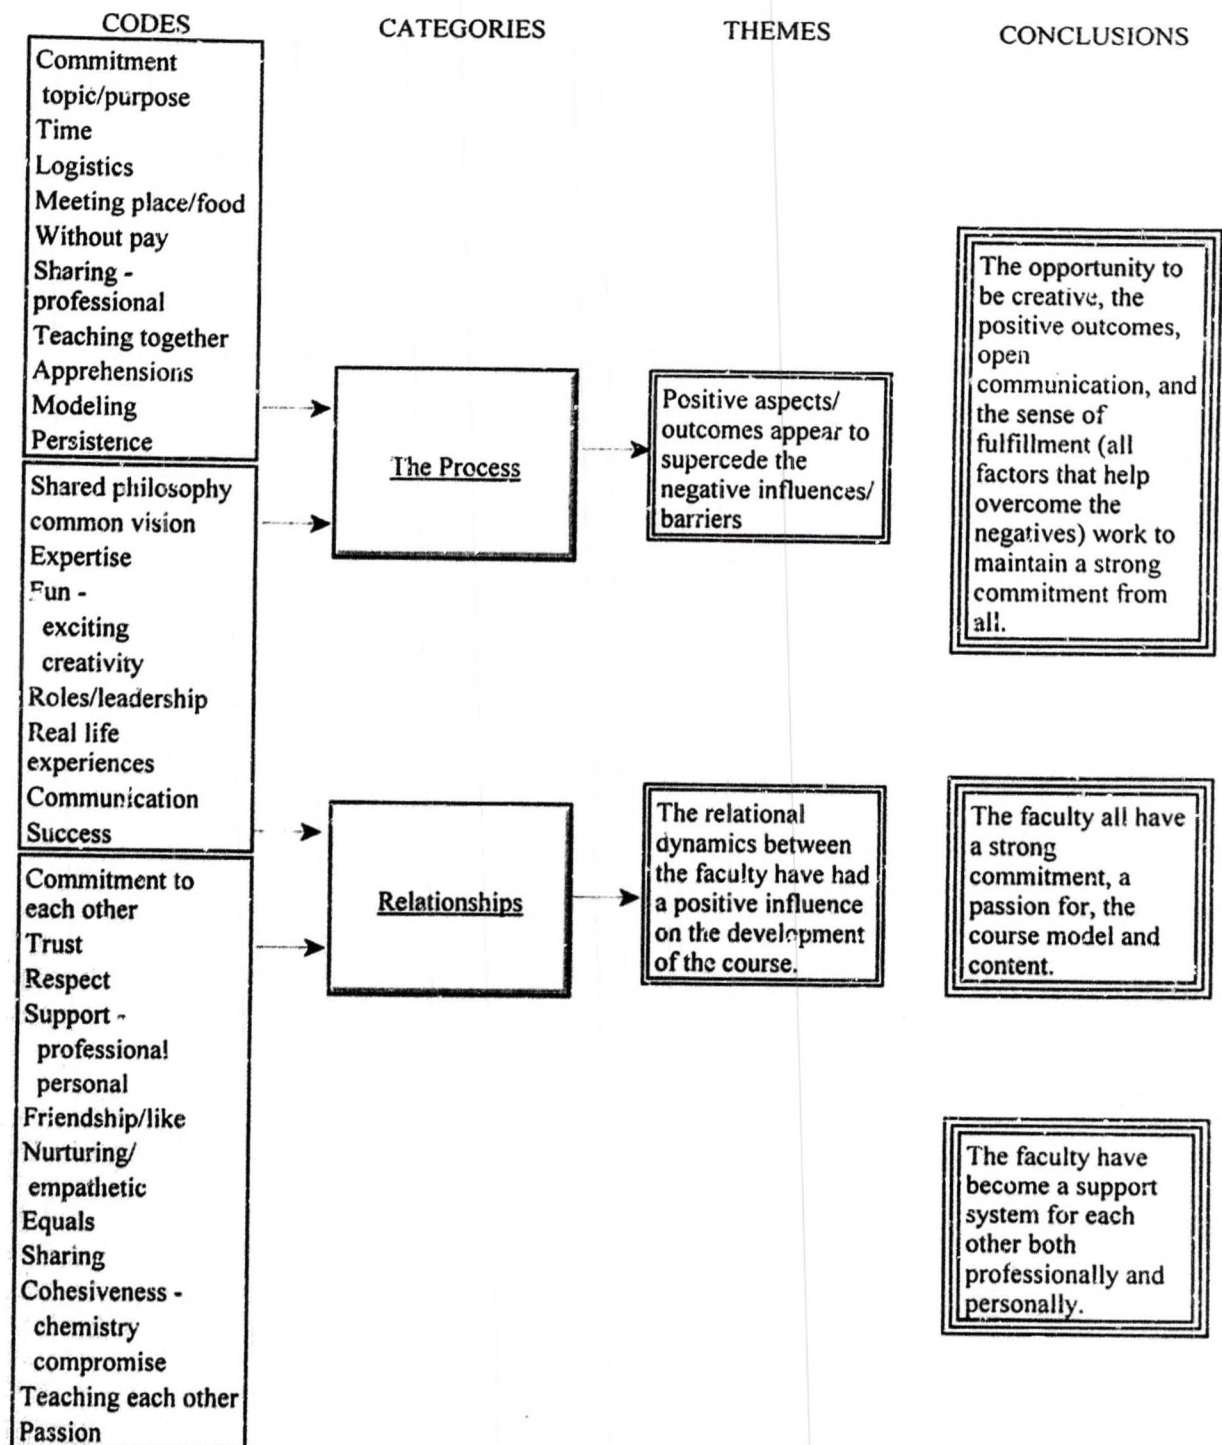 CODES
CATEGORIES
THEMES
CONCLUSIONS
Commitment
topic/purpose
Time
Logistics
Meeting place/food
Without pay
Sharing -
professional
Teaching together
Apprehensions
Modeling
Persistence
Shared philosophy
common vision
Expertise
Fun -
exciting
creativity
Roles/leadership
Real life
experiences
Communication
Success
Commitment to
each other
Trust
Respect
Support -
professional
personal
Friendship/like
Nurturing/
empathetic
Equals
Sharing
Cohesiveness -
chemistry
compromise
Teaching each other
Passion
The Process
Relationships
Positive aspects/
outcomes appear to
supercede the
negative influences/
barriers
The relational
dynamics between
the faculty have had
a positive influence
on the development
of the course.
The opportunity to
be creative, the
positive outcomes,
open
communication, and
the sense of
fulfillment (all
factors that help
overcome the
negatives) work to
maintain a strong
commitment from
all.
The faculty all have
a strong
commitment, a
passion for, the
course model and
content.
The faculty have
become a support
system for each
other both
professionally and
personally.